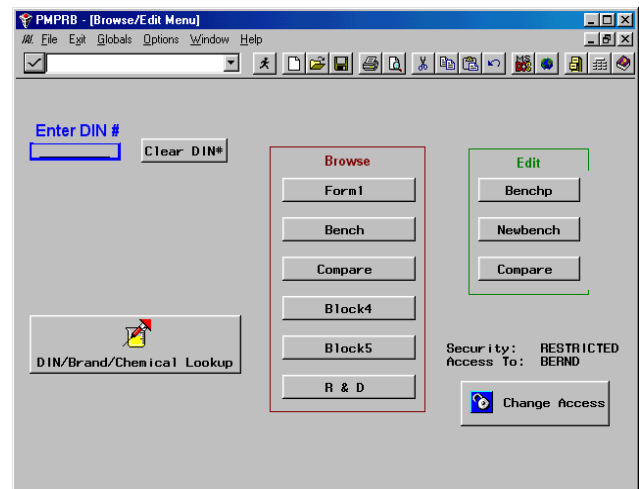 PMPRB - [Browse/Edit Menu]
File Exit Globals Options Window Help
Enter DIN #
Clear DIN#
Browse
Form1
Bench
Compare
Block4
Block5
R & D
Edit
Benchp
Newbench
Compare
DIN/Brand/Chemical Lookup
Security: RESTRICTED
Access To: BERND
Change Access